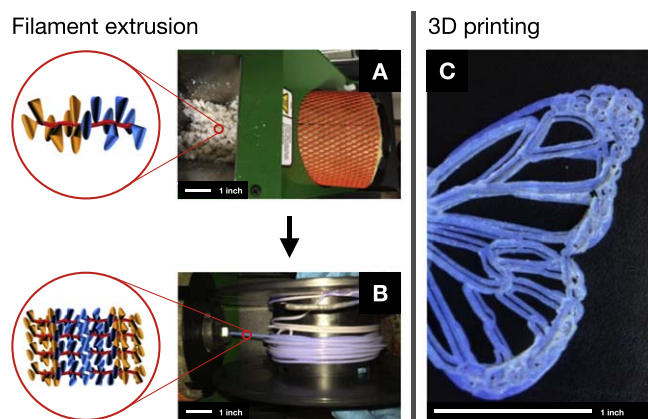 Filament extrusion
3D printing
A
1 inch
B
1 inch
C
1 inch